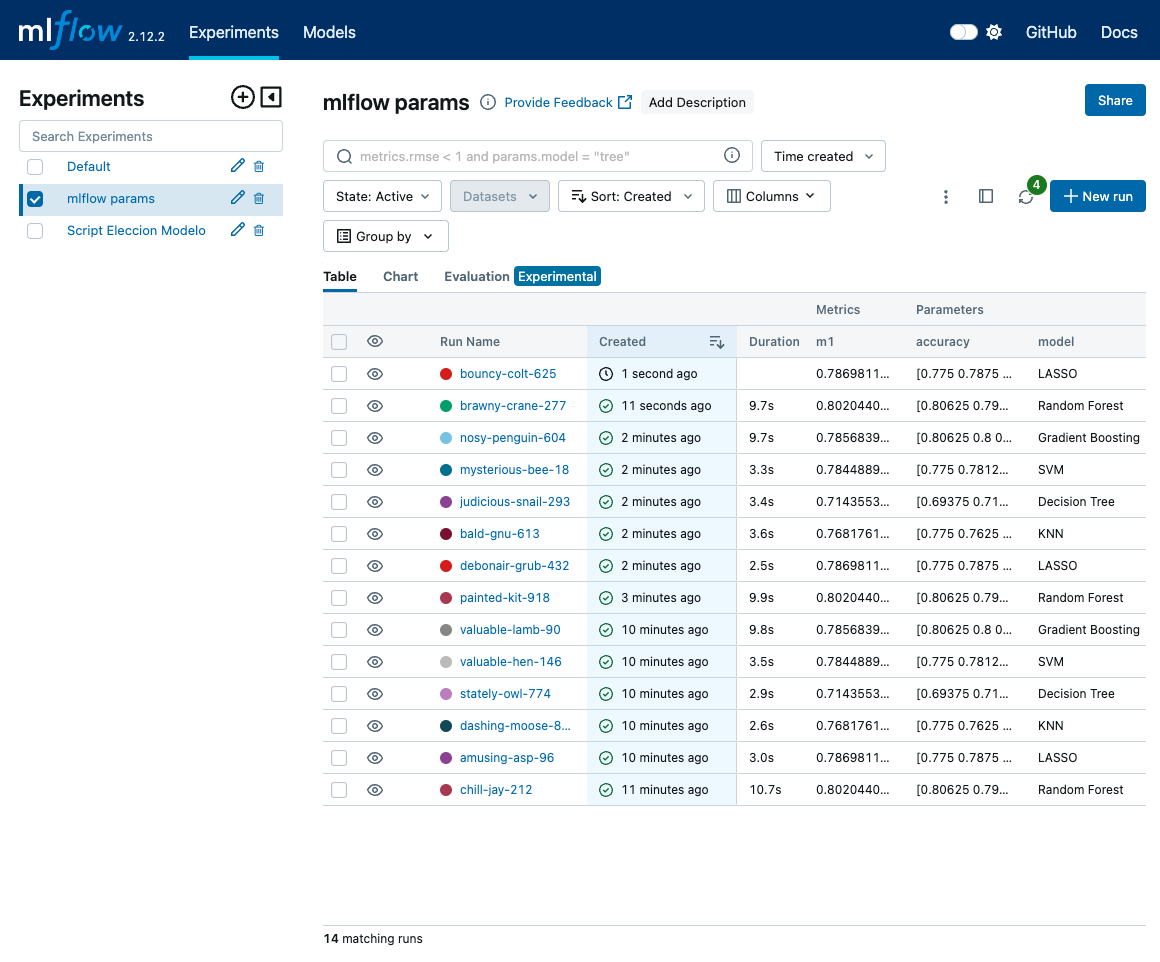 mlflow 2.12.2 Experiments Models GitHub Docs
Experiments
Search Experiments
Default
mlflow params
Script Eleccion Modelo
mlflow params Provide Feedback Add Description Share
metrics.rmse < 1 and params.model = "tree" Time created
State: Active Datasets Sort: Created Columns 4 New run
Group by
Table Chart Evaluation Experimental
Metrics Parameters
Run Name Created Duration m1 accuracy model
bouncy-colt-625 1 second ago 0.7869811... [0.775 0.7875 ... LASSO
brawny-crane-277 11 seconds ago 9.7s 0.8020440... [0.80625 0.79... Random Forest
nosy-penguin-604 2 minutes ago 9.7s 0.7856839... [0.80625 0.8 0... Gradient Boosting
mysterious-bee-18 2 minutes ago 3.3s 0.7844889... [0.775 0.7812... SVM
judicious-snail-293 2 minutes ago 3.4s 0.7143553... [0.69375 0.71... Decision Tree
bald-gnu-613 2 minutes ago 3.6s 0.7681761... [0.775 0.7625 ... KNN
debonair-grub-432 2 minutes ago 2.5s 0.7869811... [0.775 0.7875 ... LASSO
painted-kit-918 3 minutes ago 9.9s 0.8020440... [0.80625 0.79... Random Forest
valuable-lamb-90 10 minutes ago 9.8s 0.7856839... [0.80625 0.8 0... Gradient Boosting
valuable-hen-146 10 minutes ago 3.5s 0.7844889... [0.775 0.7812... SVM
stately-owl-774 10 minutes ago 2.9s 0.7143553... [0.69375 0.71... Decision Tree
dashing-moose-8... 10 minutes ago 2.6s 0.7681761... [0.775 0.7625 ... KNN
amusing-asp-96 10 minutes ago 3.0s 0.7869811... [0.775 0.7875 ... LASSO
chill-jay-212 11 minutes ago 10.7s 0.8020440... [0.80625 0.79... Random Forest
14 matching runs